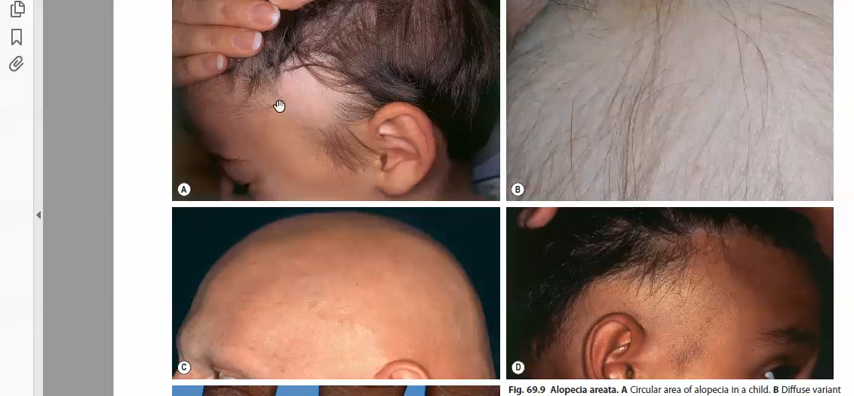 A
B
C
D
Fig. 69.9 Alopecia areata. A Circular area of alopecia in a child. B Diffuse variant